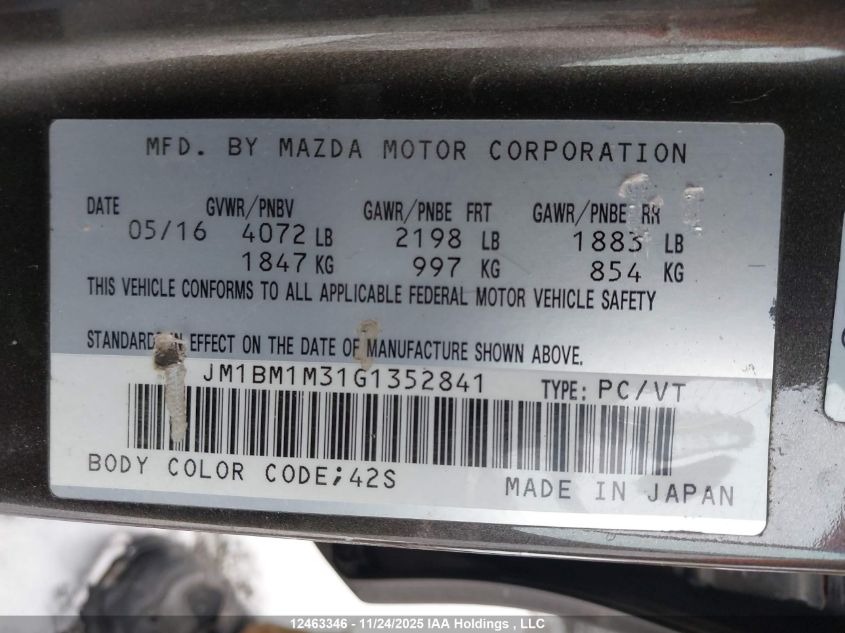 MFD. BY MAZDA MOTOR CORPORATION
DATE GVWR/PNBV GAWR/PNBE FRT GAWR/PNBE RR
05/16 4072 LB 2198 LB 1883 LB
1847 KG 997 KG 854 KG
THIS VEHICLE CONFORMS TO ALL APPLICABLE FEDERAL MOTOR VEHICLE SAFETY
STANDARDS IN EFFECT ON THE DATE OF MANUFACTURE SHOWN ABOVE.
JM1BM1M31G1352841 TYPE: PC/VT
BODY COLOR CODE;42S
MADE IN JAPAN
12463346 - 11/24/2025 IAA Holdings , LLC